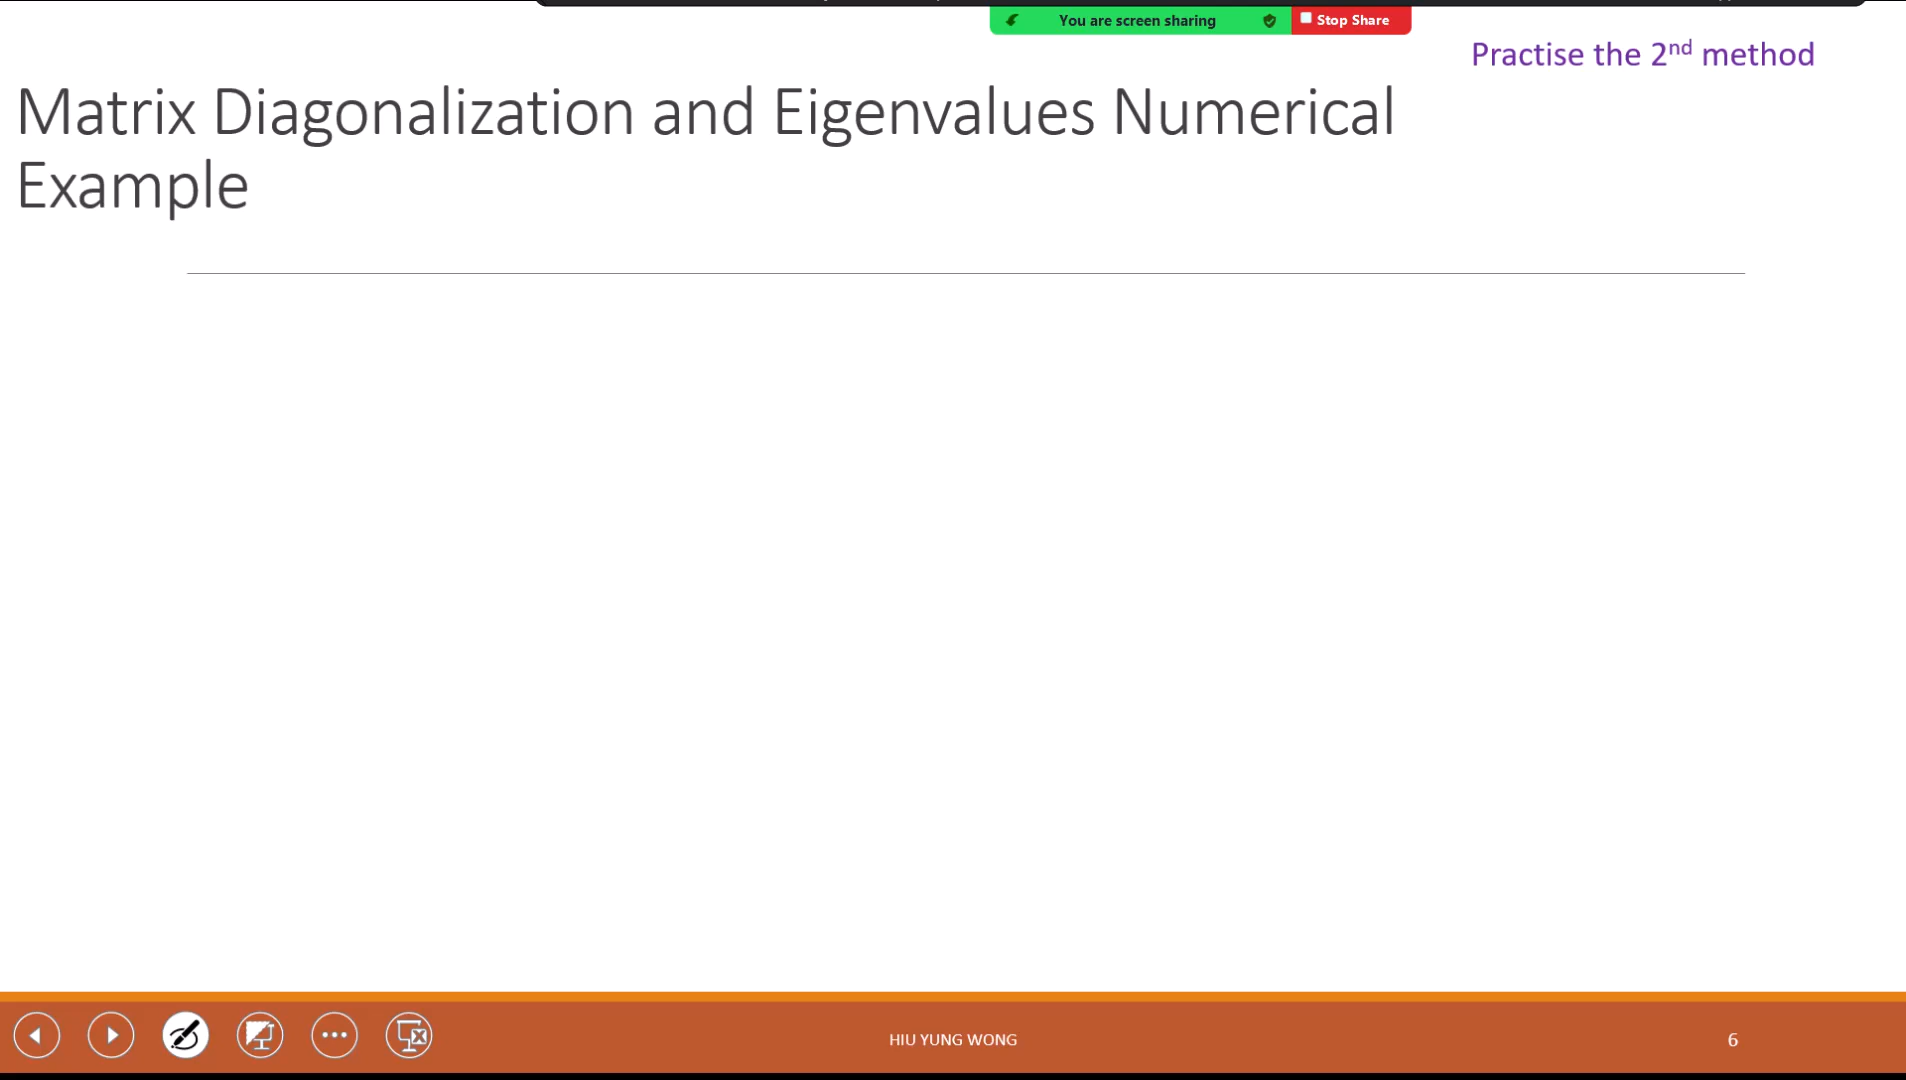 You are screen sharing
Stop Share
Practise the 2nd method
Matrix Diagonalization and Eigenvalues Numerical
Example
HIU YUNG WONG
6